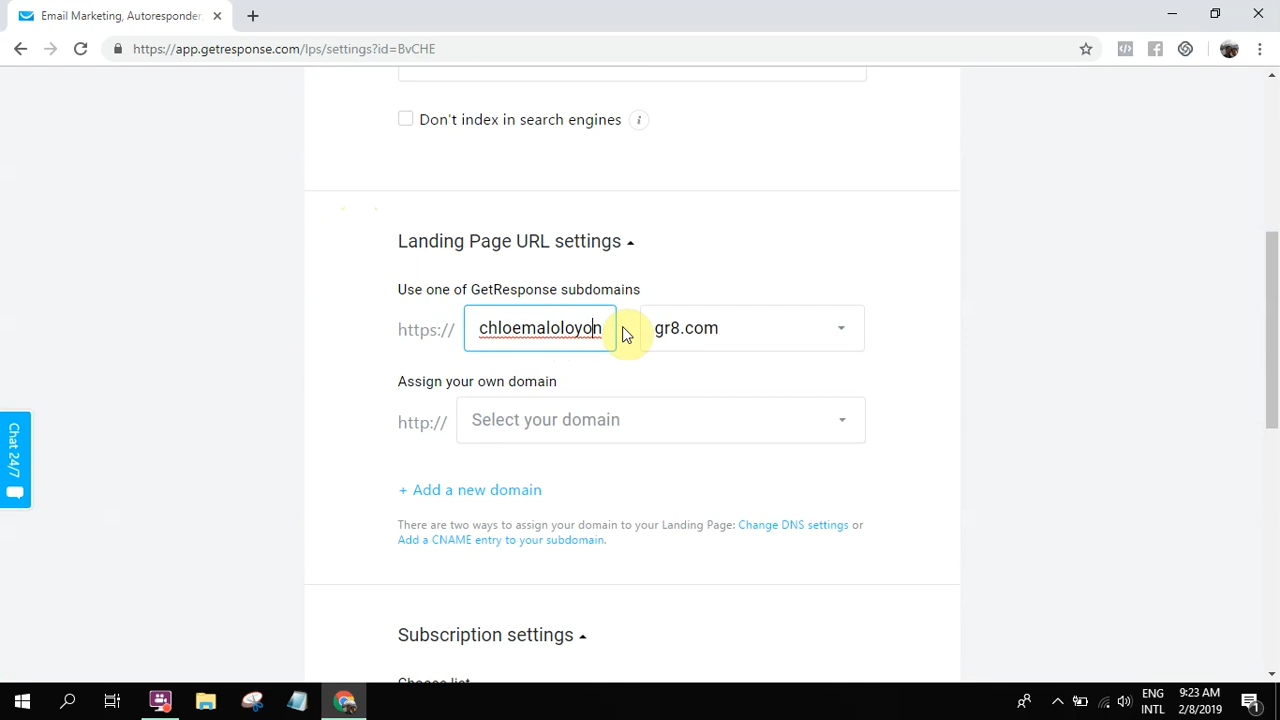 Email Marketing, Autoresponder,
https://app.getresponse.com/lps/settings?id=BvCHE
Don't index in search engines i
Landing Page URL settings
Use one of GetResponse subdomains
https:// chloemaloloyon gr8.com
Assign your own domain
http:// Select your domain
+ Add a new domain
There are two ways to assign your domain to your Landing Page: Change DNS settings or
Add a CNAME entry to your subdomain.
Subscription settings
Choose list
Chat 24/7
ENG
INTL
9:23 AM
2/8/2019
1